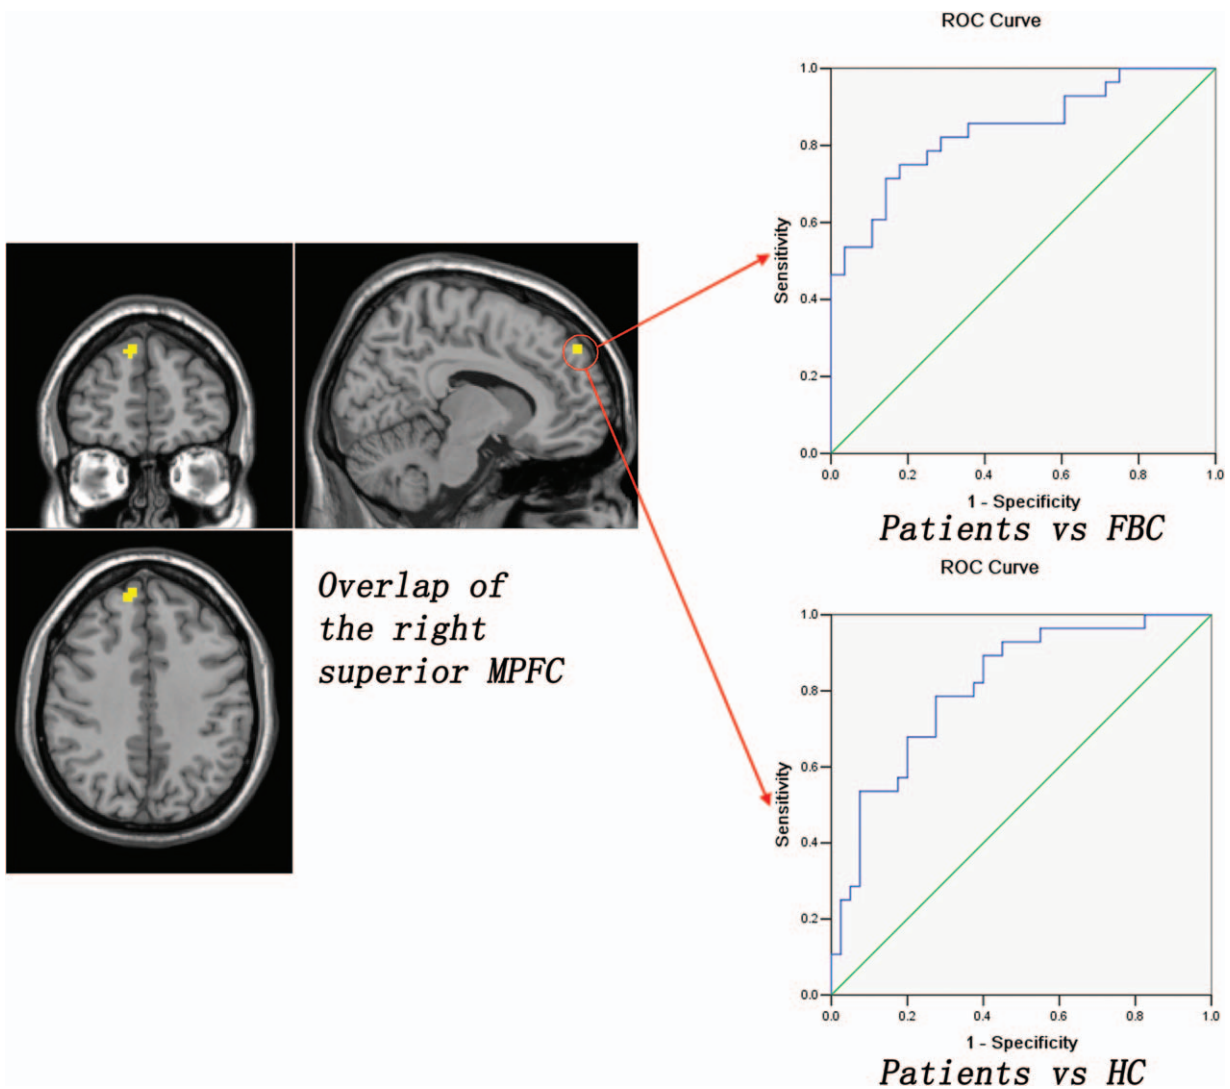 ROC Curve
1.0
0.8
0.6
0.4
0.2
0.0
Sensitivity
0.0 0.2 0.4 0.6 0.8 1.0
1 - Specificity
Patients vs FBC
Overlap of
the right
superior MPFC
ROC Curve
1.0
0.8
0.6
0.4
0.2
0.0
Sensitivity
0.0 0.2 0.4 0.6 0.8 1.0
1 - Specificity
Patients vs HC